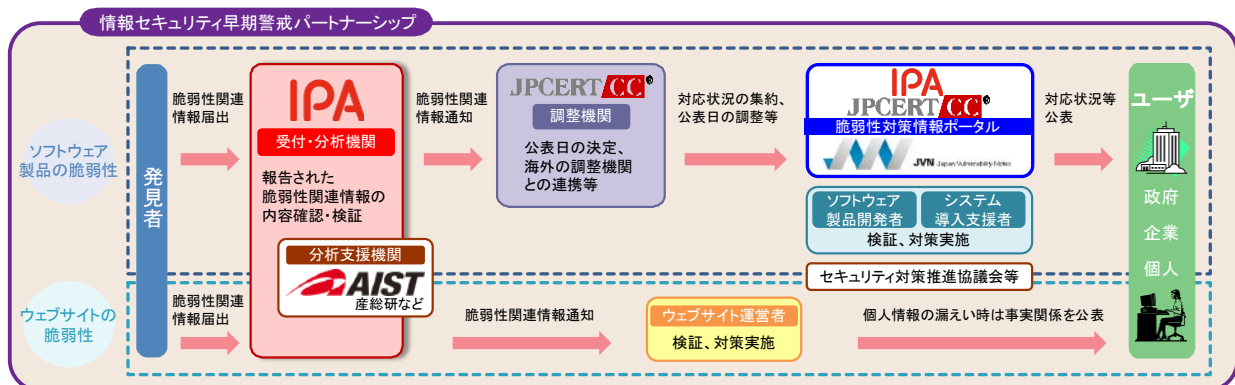 情報セキュリティ早期警戒パートナーシップ
ソフトウェア
製品の脆弱性
発見者
脆弱性関連
情報届出
IPA
受付・分析機関
報告された
脆弱性関連情報の
内容確認・検証
分析支援機関
AIST
産総研など
脆弱性関連
情報通知
JPCERT CC®
調整機関
公表日の決定、
海外の調整機関
との連携等
対応状況の集約、
公表日の調整等
IPA
JPCERT CC®
脆弱性対策情報ポータル
JVN Japan Vulnerability Notes
ソフトウェア
製品開発者
システム
導入支援者
検証、対策実施
セキュリティ対策推進協議会等
対応状況等
公表
ユーザ
政府
企業
個人
ウェブサイトの
脆弱性
脆弱性関連
情報届出
脆弱性関連情報通知
ウェブサイト運営者
検証、対策実施
個人情報の漏えい時は事実関係を公表